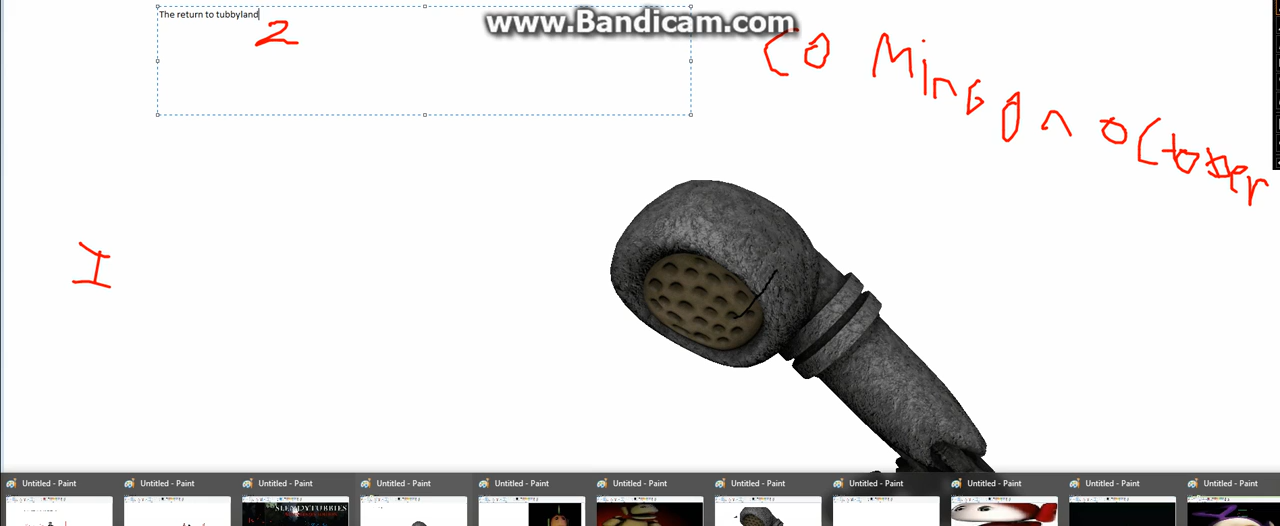 www.Bandicam.com
The return to tubbyland
2
CO Ming On october
I
Untitled - Paint
Untitled - Paint
Untitled - Paint
Untitled - Paint
Untitled - Paint
Untitled - Paint
Untitled - Paint
Untitled - Paint
Untitled - Paint
Untitled - Paint
Untitled - Paint
SLENDYTUBBIES